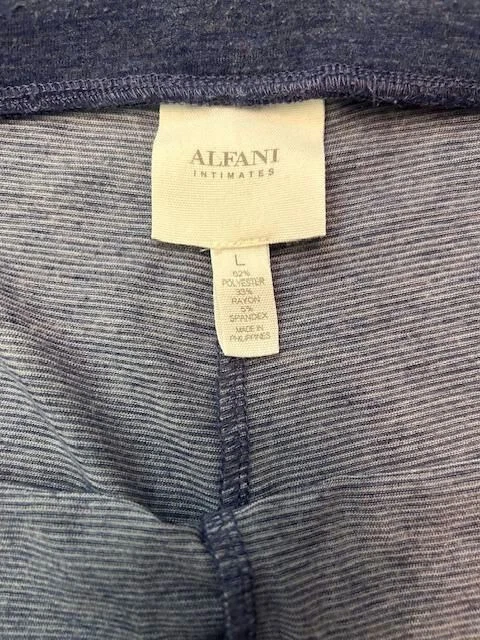 ALFANI
INTIMATES
L
62%
POLYESTER
33%
RAYON
5%
SPANDEX
MADE IN
PHILIPPINES